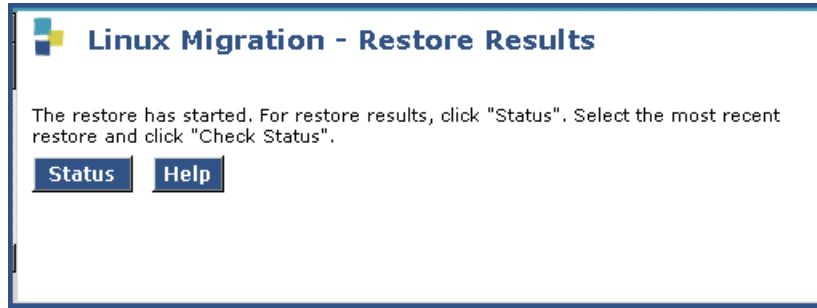 Linux Migration - Restore Results
The restore has started. For restore results, click "Status". Select the most recent
restore and click "Check Status".
Status Help